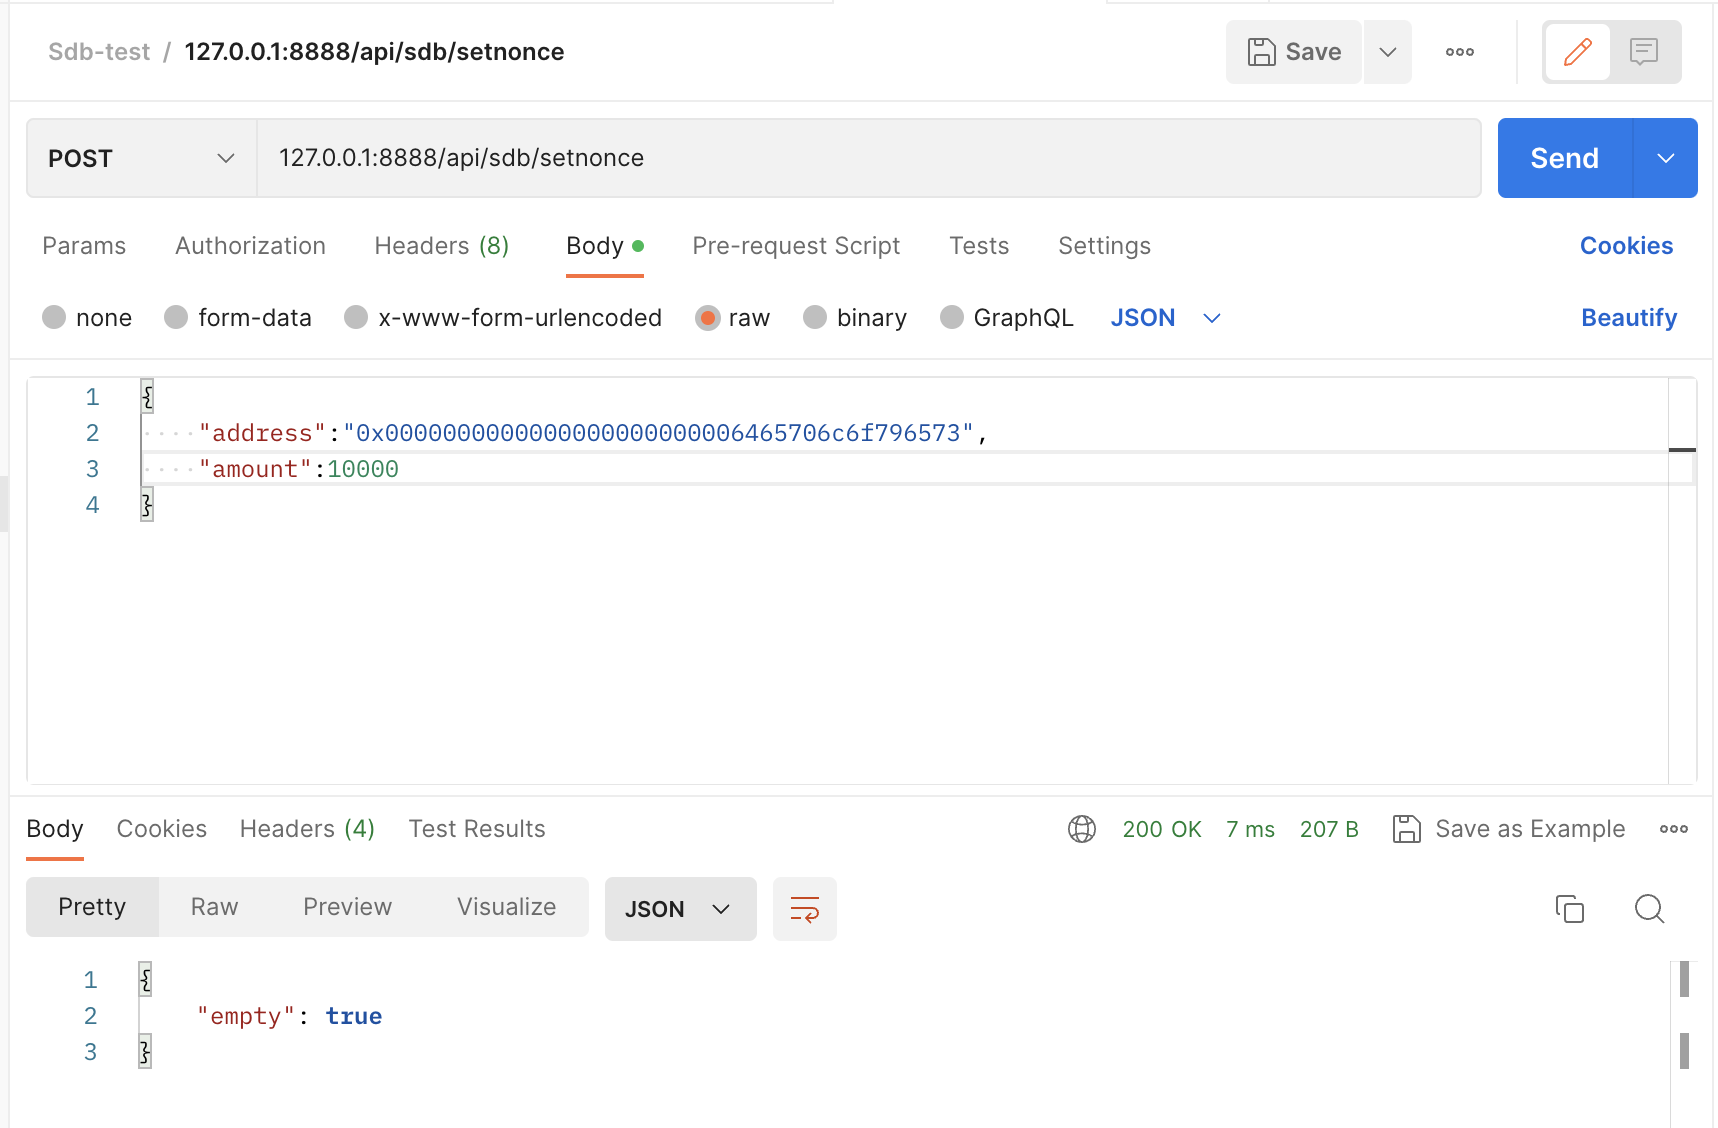 Sdb-test / 127.0.0.1:8888/api/sdb/setnonce
Save
POST 127.0.0.1:8888/api/sdb/setnonce Send
Params Authorization Headers (8) Body Pre-request Script Tests Settings Cookies
none form-data x-www-form-urlencoded raw binary GraphQL JSON Beautify
1 {
2 ····"address":"0x0000000000000000000000006465706c6f796573",
3 ····"amount":10000
4 }
Body Cookies Headers (4) Test Results 200 OK 7 ms 207 B Save as Example
Pretty Raw Preview Visualize JSON
1 {
2 "empty": true
3 }